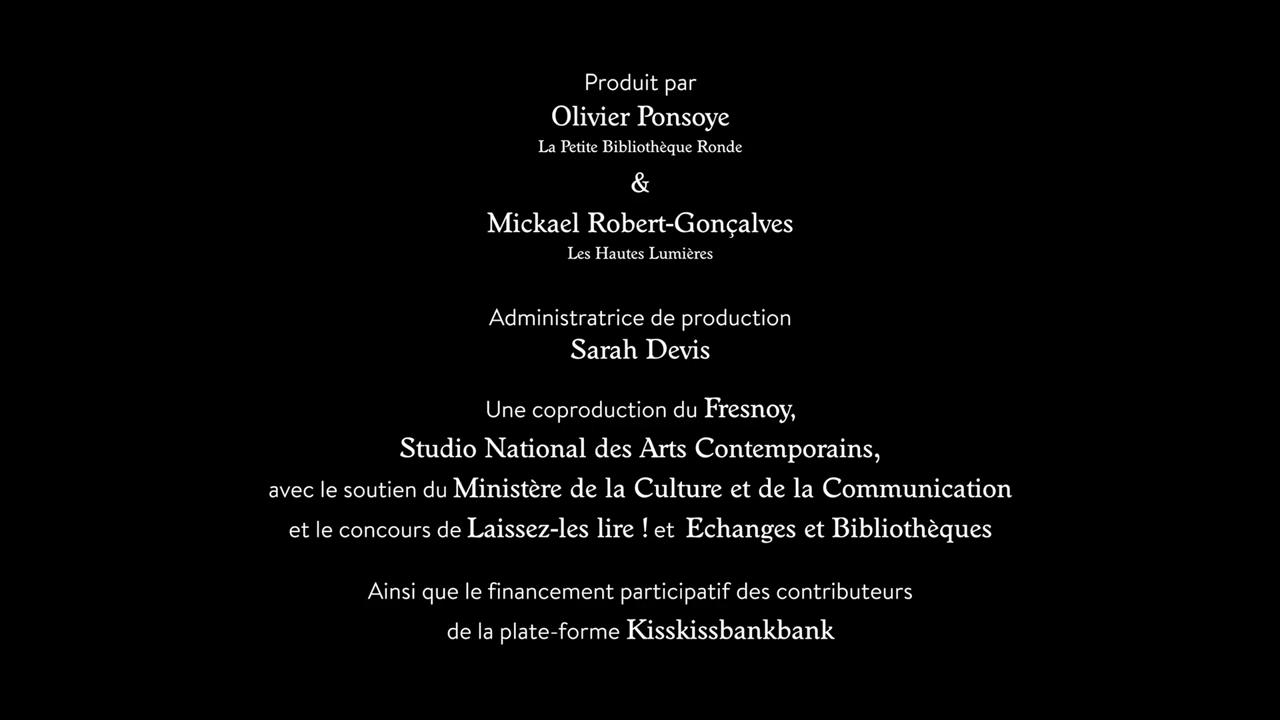 Produit par
Olivier Ponsoye
La Petite Bibliothèque Ronde
&
Mickael Robert-Gonçalves
Les Hautes Lumières
Administratrice de production
Sarah Devis
Une coproduction du Fresnoy,
Studio National des Arts Contemporains,
avec le soutien du Ministère de la Culture et de la Communication
et le concours de Laissez-les lire ! et Echanges et Bibliothèques
Ainsi que le financement participatif des contributeurs
de la plate-forme Kisskissbankbank